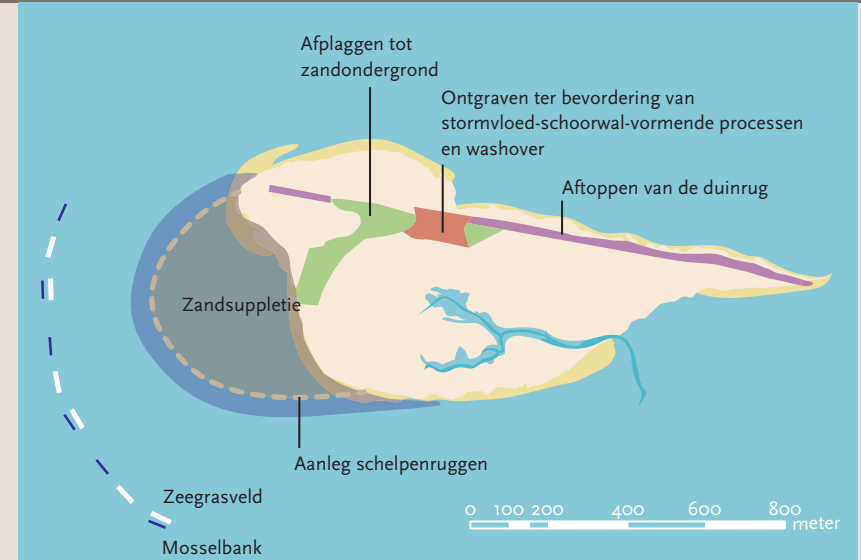 Afplaggen tot
zandondergrond
Ontgraven ter bevordering van
stormvloed-schoorwal-vormende processen
en washover
Aftoppen van de duinrug
Zandsuppletie
Aanleg schelpenruggen
Zeegrasveld
Mosselbank
0 100 200 400 600 800
meter